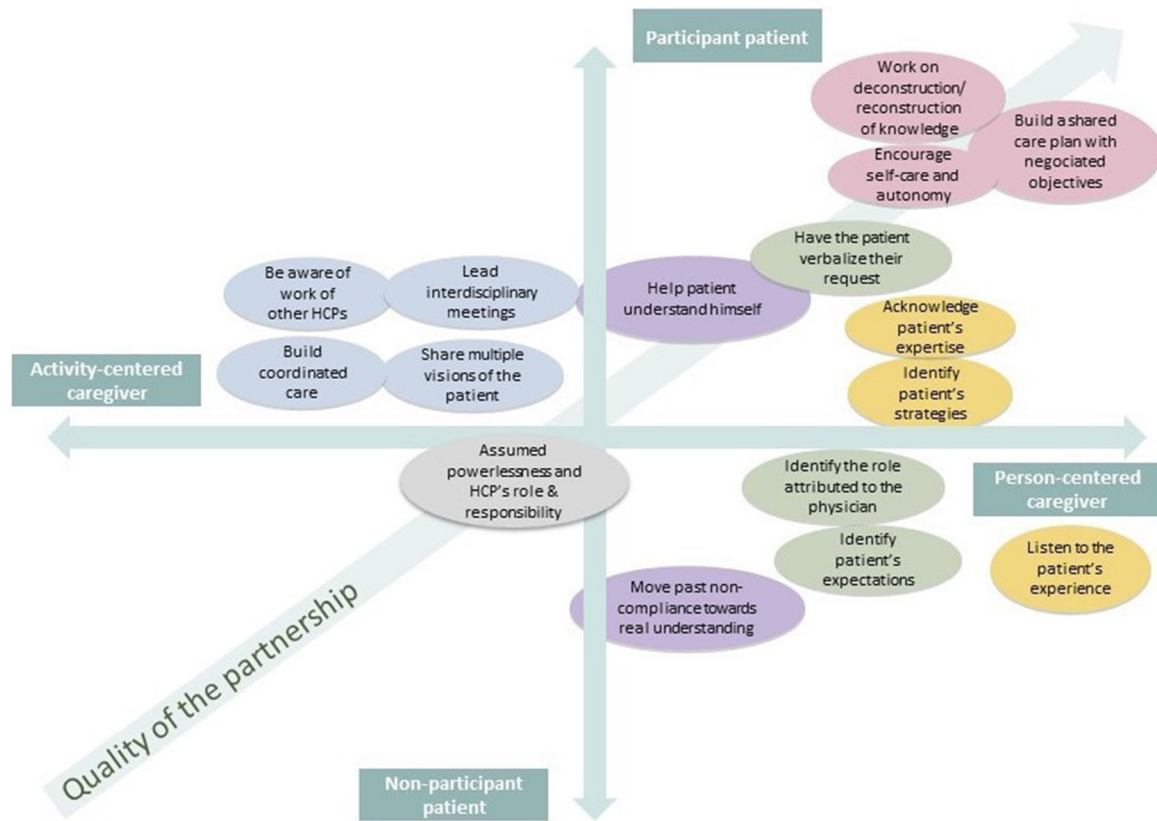 Participant patient
Work on
deconstruction/
reconstruction
of knowledge
Build a shared
care plan with
negociated
objectives
Encourage
self-care and
autonomy
Have the patient
verbalize their
request
Be aware of
work of
other HCPs
Lead
interdisciplinary
meetings
Help patient
understand himself
Acknowledge
patient's
expertise
Activity-centered
caregiver
Build
coordinated
care
Share multiple
visions of the
patient
Identify
patient's
strategies
Assumed
powerlessness and
HCP's role &
responsibility
Identify the role
attributed to the
physician
Person-centered
caregiver
Identify
patient's
expectations
Listen to the
patient's
experience
Move past non-
compliance towards
real understanding
Quality of the partnership
Non-participant
patient